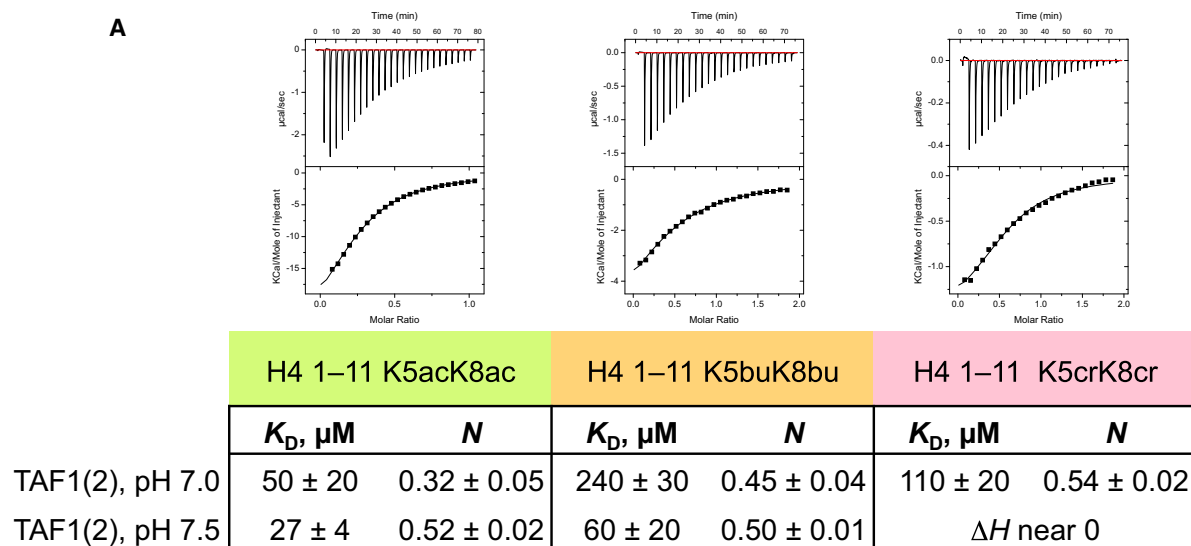 A
Time (min)
0 10 20 30 40 50 60 70 80
0
-1
-2
µcal/sec
0
-5
-10
-15
KCal/Mole of Injectant
0.0 0.5 1.0
Molar Ratio
Time (min)
0 10 20 30 40 50 60 70
0.0
-0.5
-1.0
-1.5
µcal/sec
0
-2
-4
KCal/Mole of Injectant
0.0 0.5 1.0 1.5 2.0
Molar Ratio
Time (min)
0 10 20 30 40 50 60 70
0.0
-0.2
-0.4
µcal/sec
0.0
-0.5
-1.0
KCal/Mole of Injectant
0.0 0.5 1.0 1.5 2.0
Molar Ratio
H4 1–11 K5acK8ac H4 1–11 K5buK8bu H4 1–11 K5crK8cr
KD, µM N KD, µM N KD, µM N
TAF1(2), pH 7.0 50 ± 20 0.32 ± 0.05 240 ± 30 0.45 ± 0.04 110 ± 20 0.54 ± 0.02
TAF1(2), pH 7.5 27 ± 4 0.52 ± 0.02 60 ± 20 0.50 ± 0.01 ΔH near 0